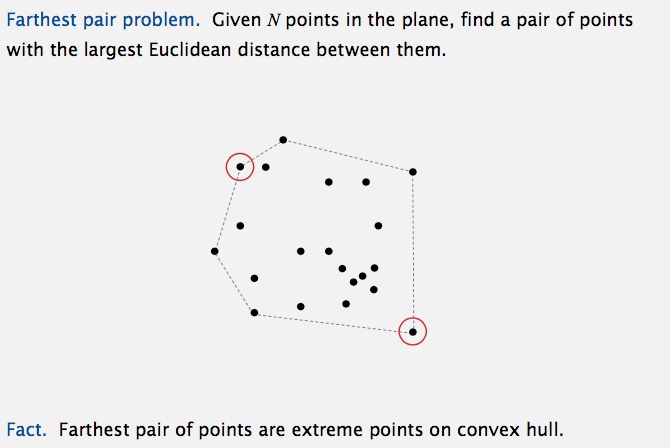 Farthest pair problem. Given N points in the plane, find a pair of points
with the largest Euclidean distance between them.
Fact. Farthest pair of points are extreme points on convex hull.